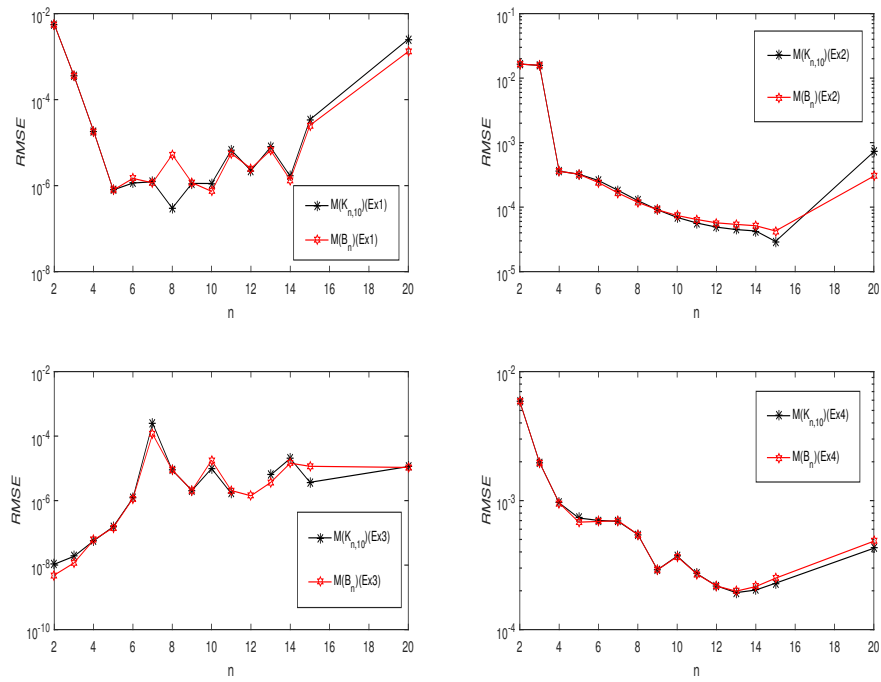 10^-2
10^-4
10^-6
10^-8
RMSE
2 4 6 8 10 12 14 16 18 20
n
M(K_n,10)(Ex1)
M(B_n)(Ex1)
10^-1
10^-2
10^-3
10^-4
10^-5
RMSE
2 4 6 8 10 12 14 16 18 20
n
M(K_n,10)(Ex2)
M(B_n)(Ex2)
10^-2
10^-4
10^-6
10^-8
10^-10
RMSE
2 4 6 8 10 12 14 16 18 20
n
M(K_n,10)(Ex3)
M(B_n)(Ex3)
10^-2
10^-3
10^-4
RMSE
2 4 6 8 10 12 14 16 18 20
n
M(K_n,10)(Ex4)
M(B_n)(Ex4)